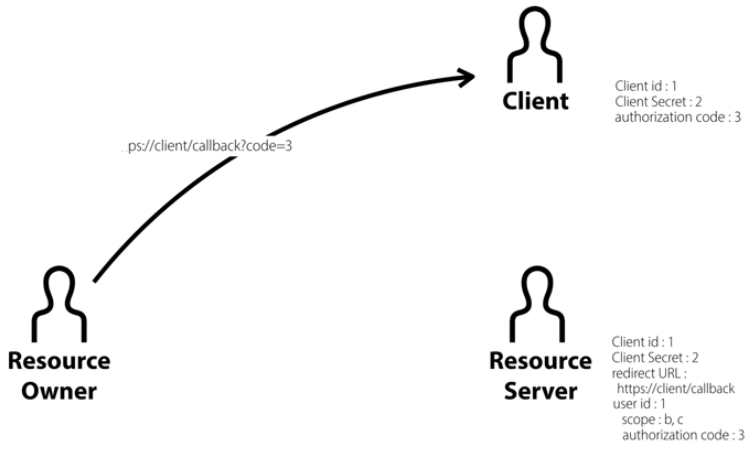 Client
Client id : 1
Client Secret : 2
authorization code : 3
ps://client/callback?code=3
Resource
Owner
Resource
Server
Client id : 1
Client Secret : 2
redirect URL :
https://client/callback
user id : 1
scope : b, c
authorization code : 3